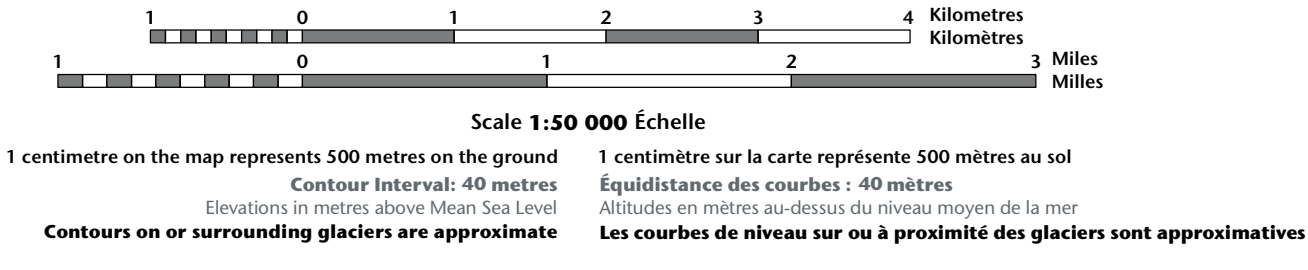 1 0 1 2 3 4 Kilometres
Kilomètres
1 0 1 2 3 Miles
Milles
Scale 1:50 000 Échelle
1 centimetre on the map represents 500 metres on the ground
Contour Interval: 40 metres
Elevations in metres above Mean Sea Level
Contours on or surrounding glaciers are approximate
1 centimètre sur la carte représente 500 mètres au sol
Équidistance des courbes : 40 mètres
Altitudes en mètres au-dessus du niveau moyen de la mer
Les courbes de niveau sur ou à proximité des glaciers sont approximatives